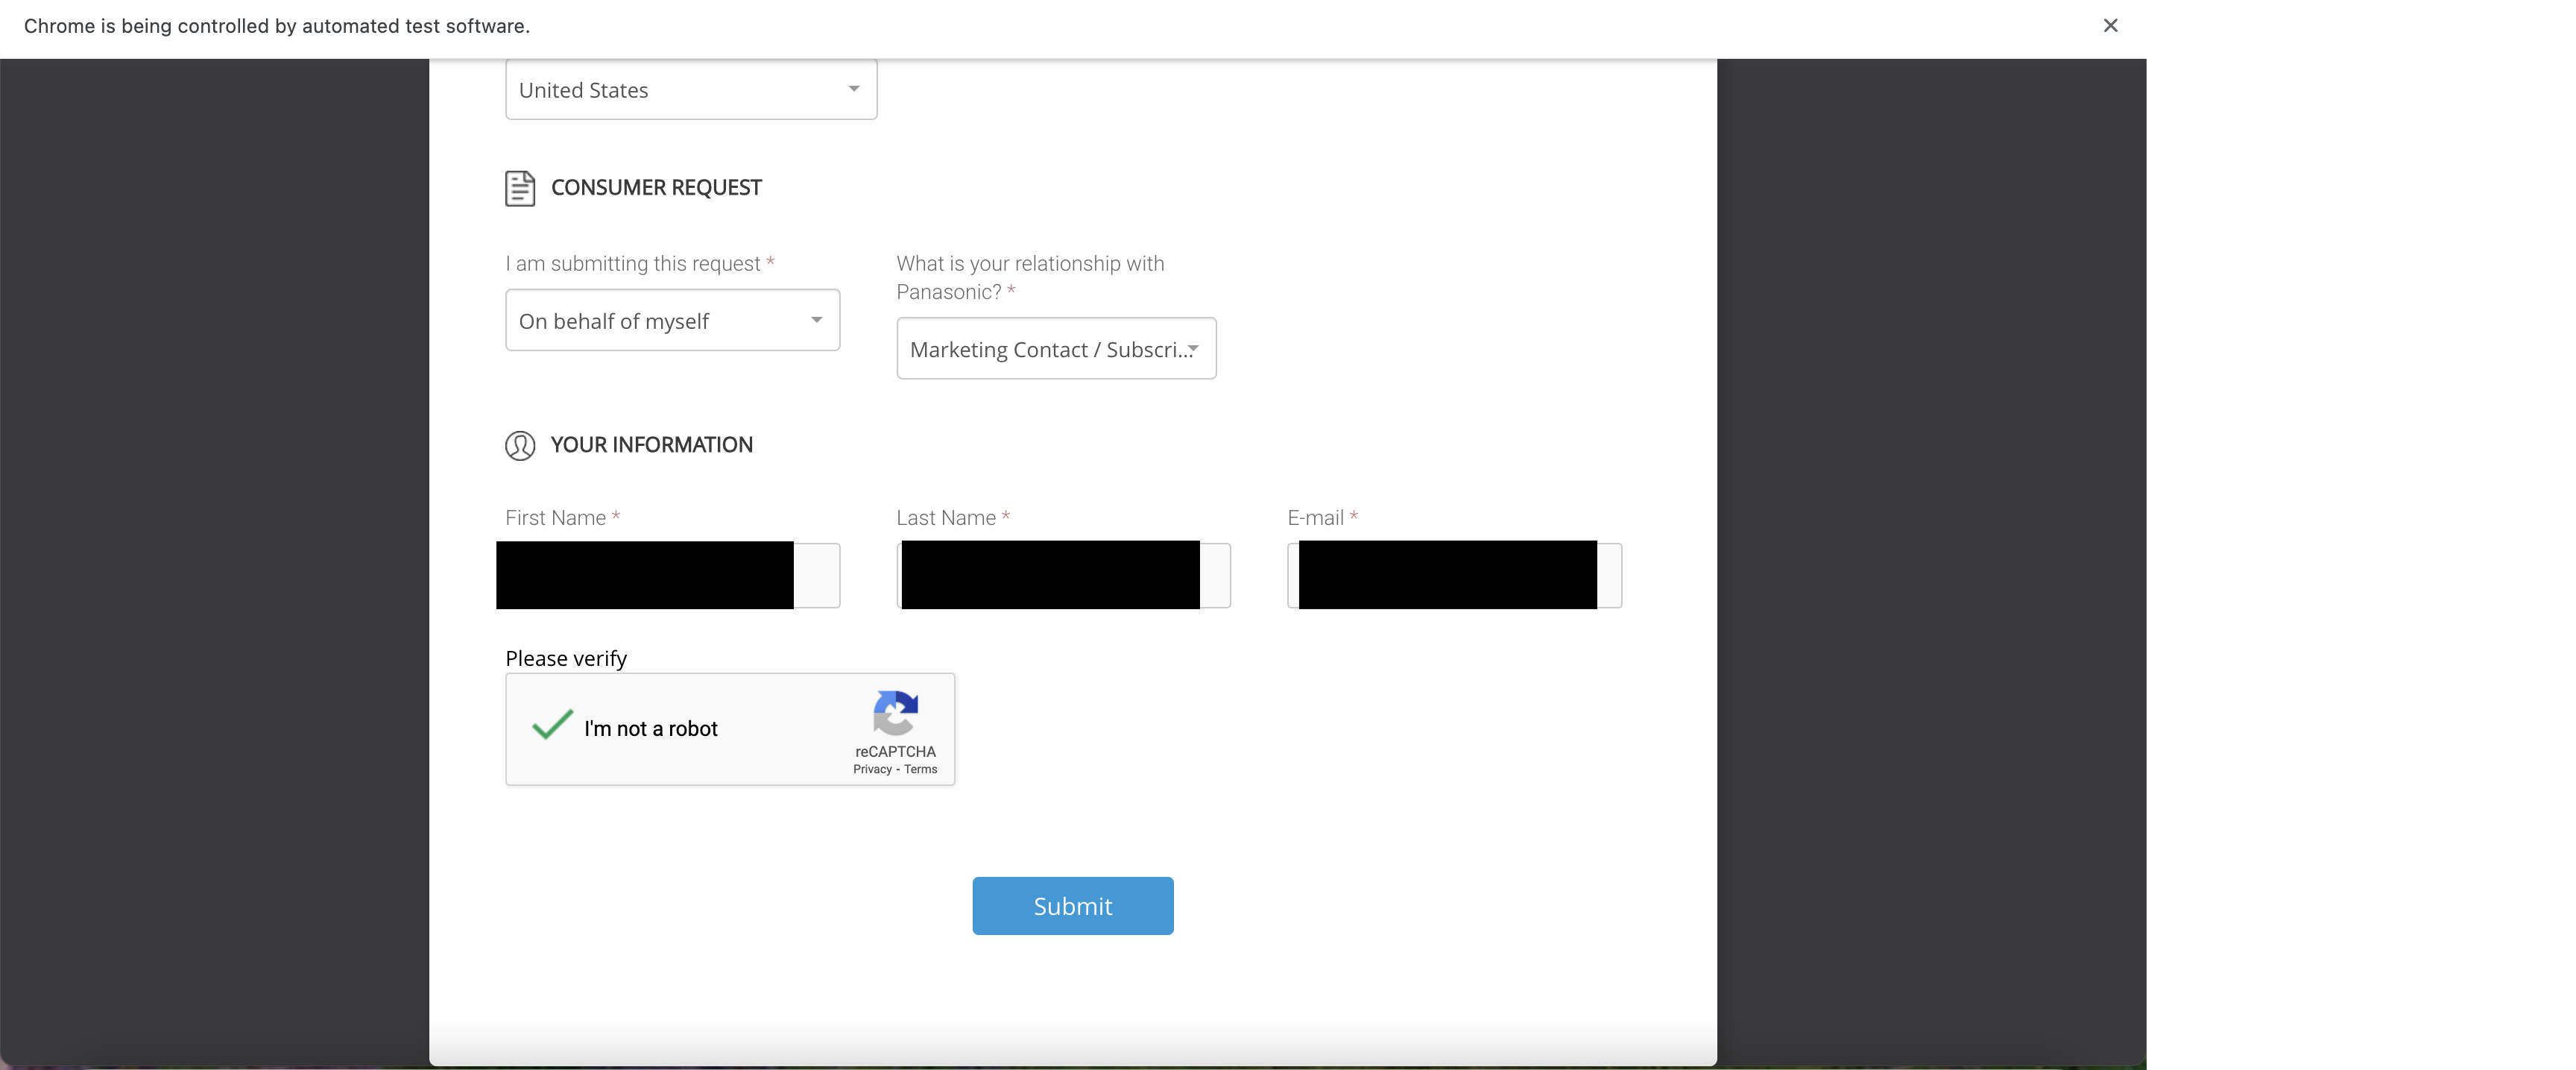 Chrome is being controlled by automated test software.
United States
CONSUMER REQUEST
I am submitting this request *
On behalf of myself
What is your relationship with
Panasonic? *
Marketing Contact / Subscri...
YOUR INFORMATION
First Name *
Last Name *
E-mail *
Please verify
I'm not a robot
reCAPTCHA
Privacy - Terms
Submit